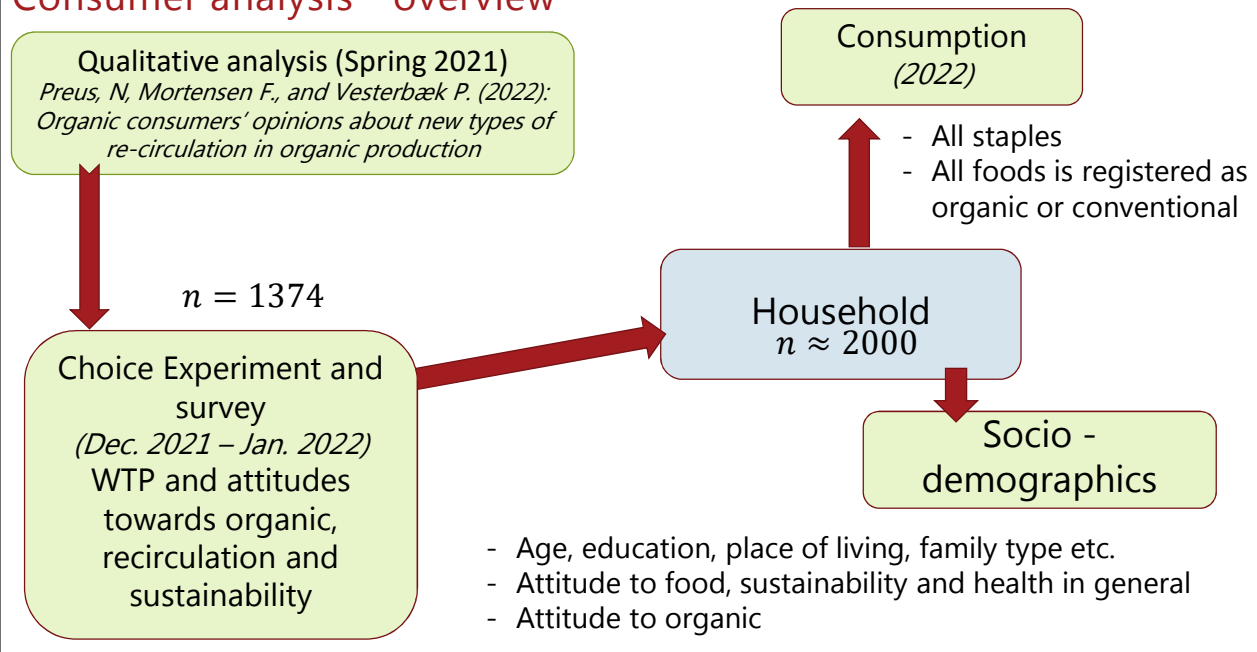 Consumer analysis - overview
Qualitative analysis (Spring 2021)
Preus, N, Mortensen F., and Vesterbæk P. (2022):
Organic consumers’ opinions about new types of
re-circulation in organic production
Consumption
(2022)
- All staples
- All foods is registered as
organic or conventional
n = 1374
Household
n ≈ 2000
Choice Experiment and
survey
(Dec. 2021 – Jan. 2022)
WTP and attitudes
towards organic,
recirculation and
sustainability
Socio -
demographics
- Age, education, place of living, family type etc.
- Attitude to food, sustainability and health in general
- Attitude to organic